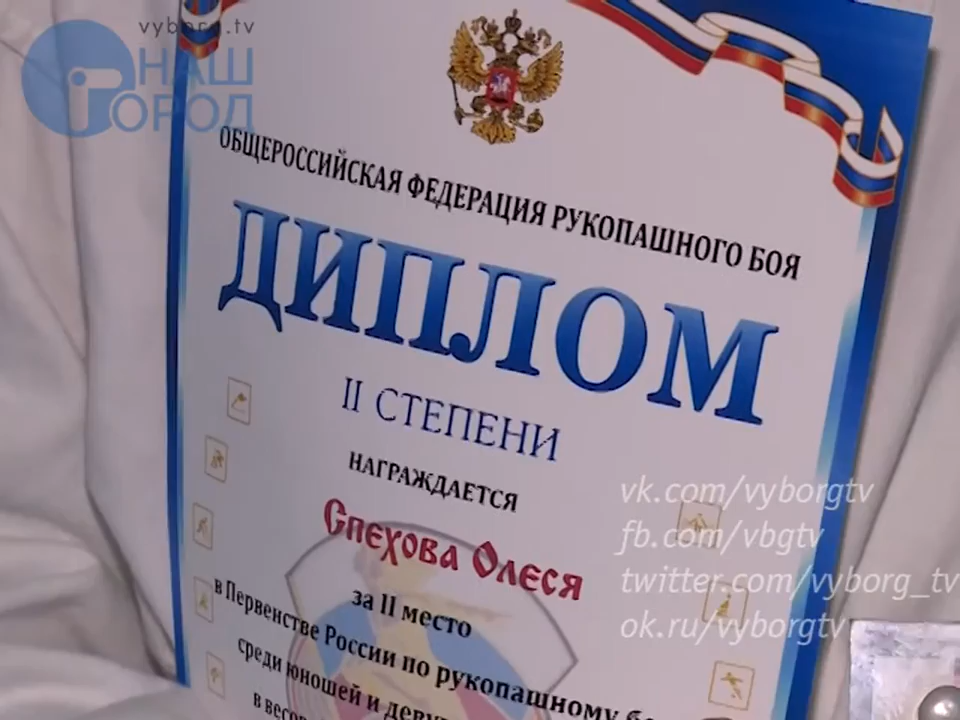 vyborg.tv
НАШ
ГОРОД
ОБЩЕРОССИЙСКАЯ ФЕДЕРАЦИЯ РУКОПАШНОГО БОЯ
ДИПЛОМ
II СТЕПЕНИ
НАГРАЖДАЕТСЯ
Спехова Олеся
за II место
в Первенстве России по рукопашному
среди юношей и
в
vk.com/vyborgtv
fb.com/vbgtv
twitter.com/vyborg_tv
ok.ru/vyborgtv